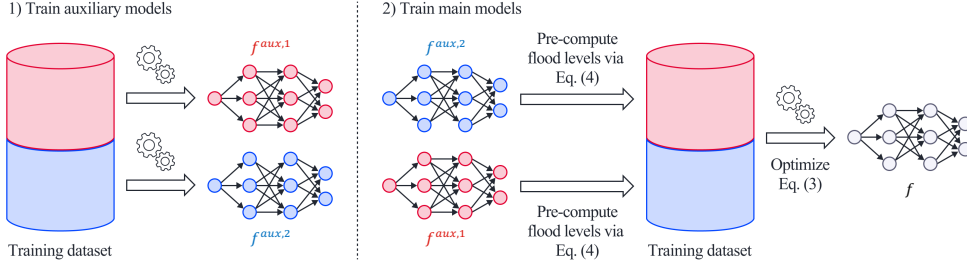 1) Train auxiliary models
f^{aux,1}
f^{aux,2}
Training dataset
2) Train main models
f^{aux,2}
Pre-compute
flood levels via
Eq. (4)
f^{aux,1}
Pre-compute
flood levels via
Eq. (4)
Training dataset
Optimize
Eq. (3)
f